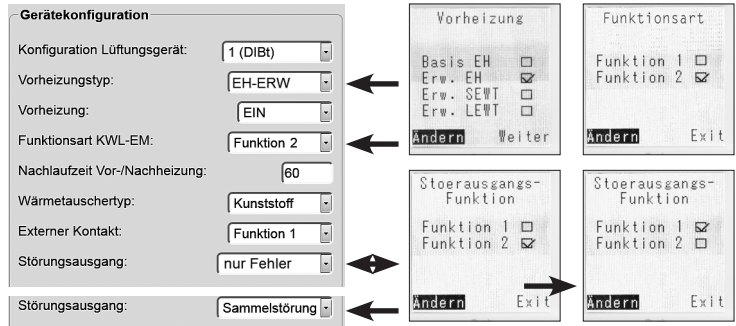 Gerätekonfiguration
Konfiguration Lüftungsgerät: 1 (DIBt)
Vorheizungstyp: EH-ERW
Vorheizung: EIN
Funktionsart KWL-EM: Funktion 2
Nachlaufzeit Vor-/Nachheizung: 60
Wärmetauschertyp: Kunststoff
Externer Kontakt: Funktion 1
Störungsausgang: nur Fehler
Störungsausgang: Sammelstörung
Vorheizung
Basis EH
Erw. EH
Erw. SEWT
Erw. LEWT
Ändern Weiter
Funktionsart
Funktion 1
Funktion 2
Ändern Exit
Stoerausgangs-
Funktion
Funktion 1
Funktion 2
Ändern Exit
Stoerausgangs-
Funktion
Funktion 1
Funktion 2
Ändern Exit